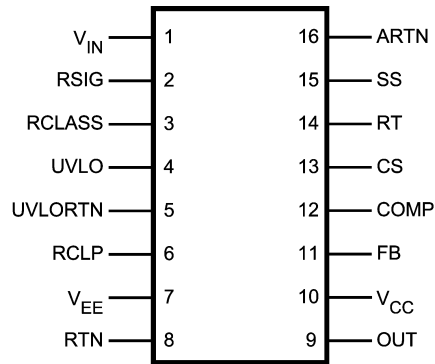 VIN 1 16 ARTN
RSIG 2 15 SS
RCLASS 3 14 RT
UVLO 4 13 CS
UVLORTN 5 12 COMP
RCLP 6 11 FB
VEE 7 10 VCC
RTN 8 9 OUT